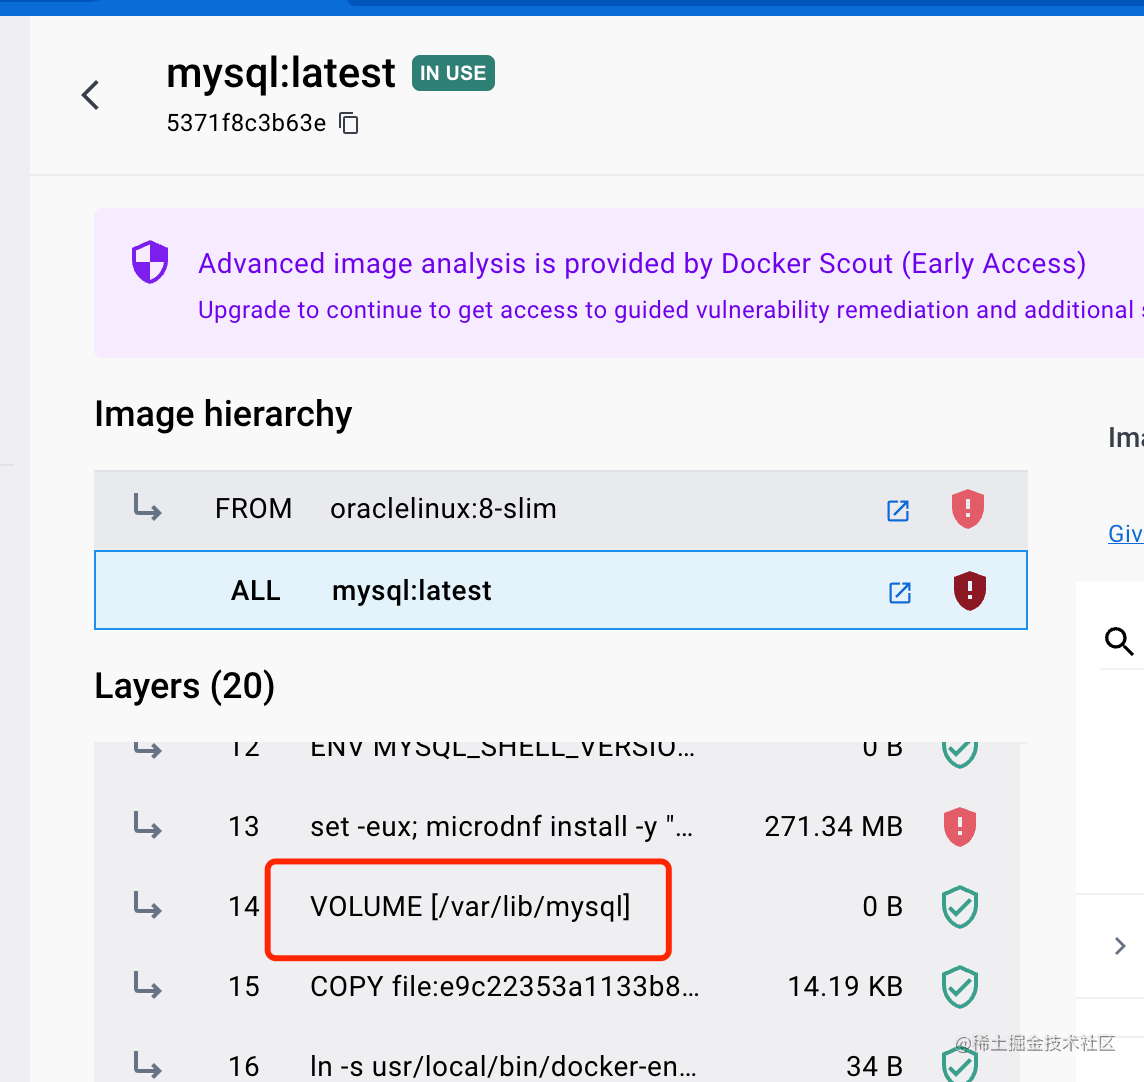 mysql:latest IN USE
5371f8c3b63e
Advanced image analysis is provided by Docker Scout (Early Access)
Upgrade to continue to get access to guided vulnerability remediation and additional
Image hierarchy
FROM oraclelinux:8-slim
ALL mysql:latest
Layers (20)
12 ENV MYSQL_SHELL_VERSIO... 0 B
13 set -eux; microdnf install -y "... 271.34 MB
14 VOLUME [/var/lib/mysql] 0 B
15 COPY file:e9c22353a1133b8... 14.19 KB
16 ln -s usr/local/bin/docker-en... 34 B
Ima
Giv
@稀土掘金技术社区